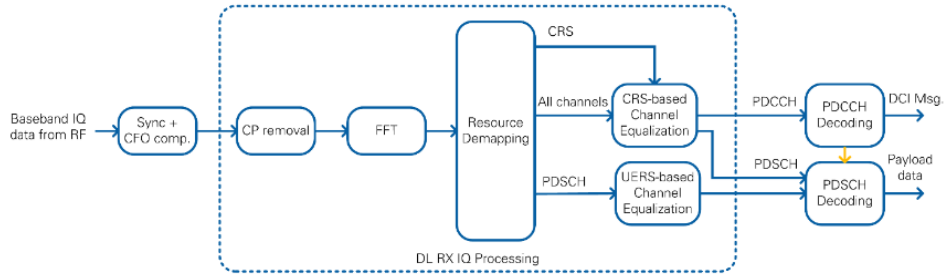 CRS
Baseband IQ
data from RF
Sync +
CFO comp.
CP removal
FFT
Resource
Demapping
All channels
CRS-based
Channel
Equalization
PDCCH
PDCCH
Decoding
DCI Msg.
PDSCH
UERS-based
Channel
Equalization
PDSCH
PDSCH
Decoding
Payload
data
DL RX IQ Processing